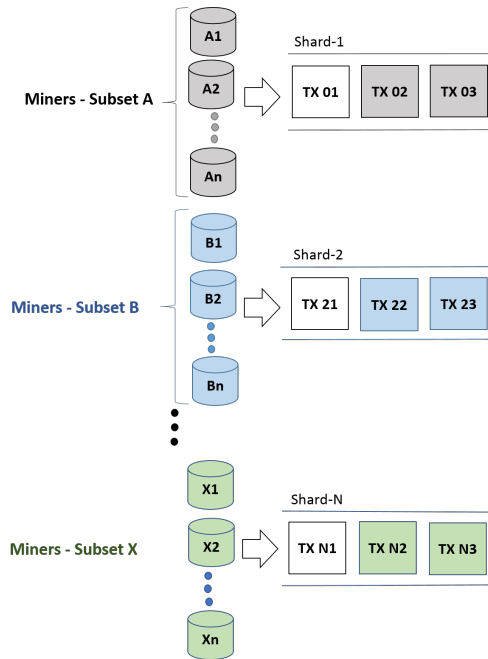 A1
Shard-1
A2
Miners - Subset A
TX 01 TX 02 TX 03
An
B1
Shard-2
B2
Miners - Subset B
TX 21 TX 22 TX 23
Bn
X1
Shard-N
X2
Miners - Subset X
TX N1 TX N2 TX N3
Xn